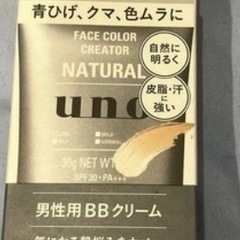 青ひげ、クマ、色ムラに
FACE COLOR
CREATOR
NATURAL
自然に
明るく
皮脂・汗に
強い
uno
MILD
NORMAL
30g NET WT
SPF30・PA+++
男性用BBクリーム